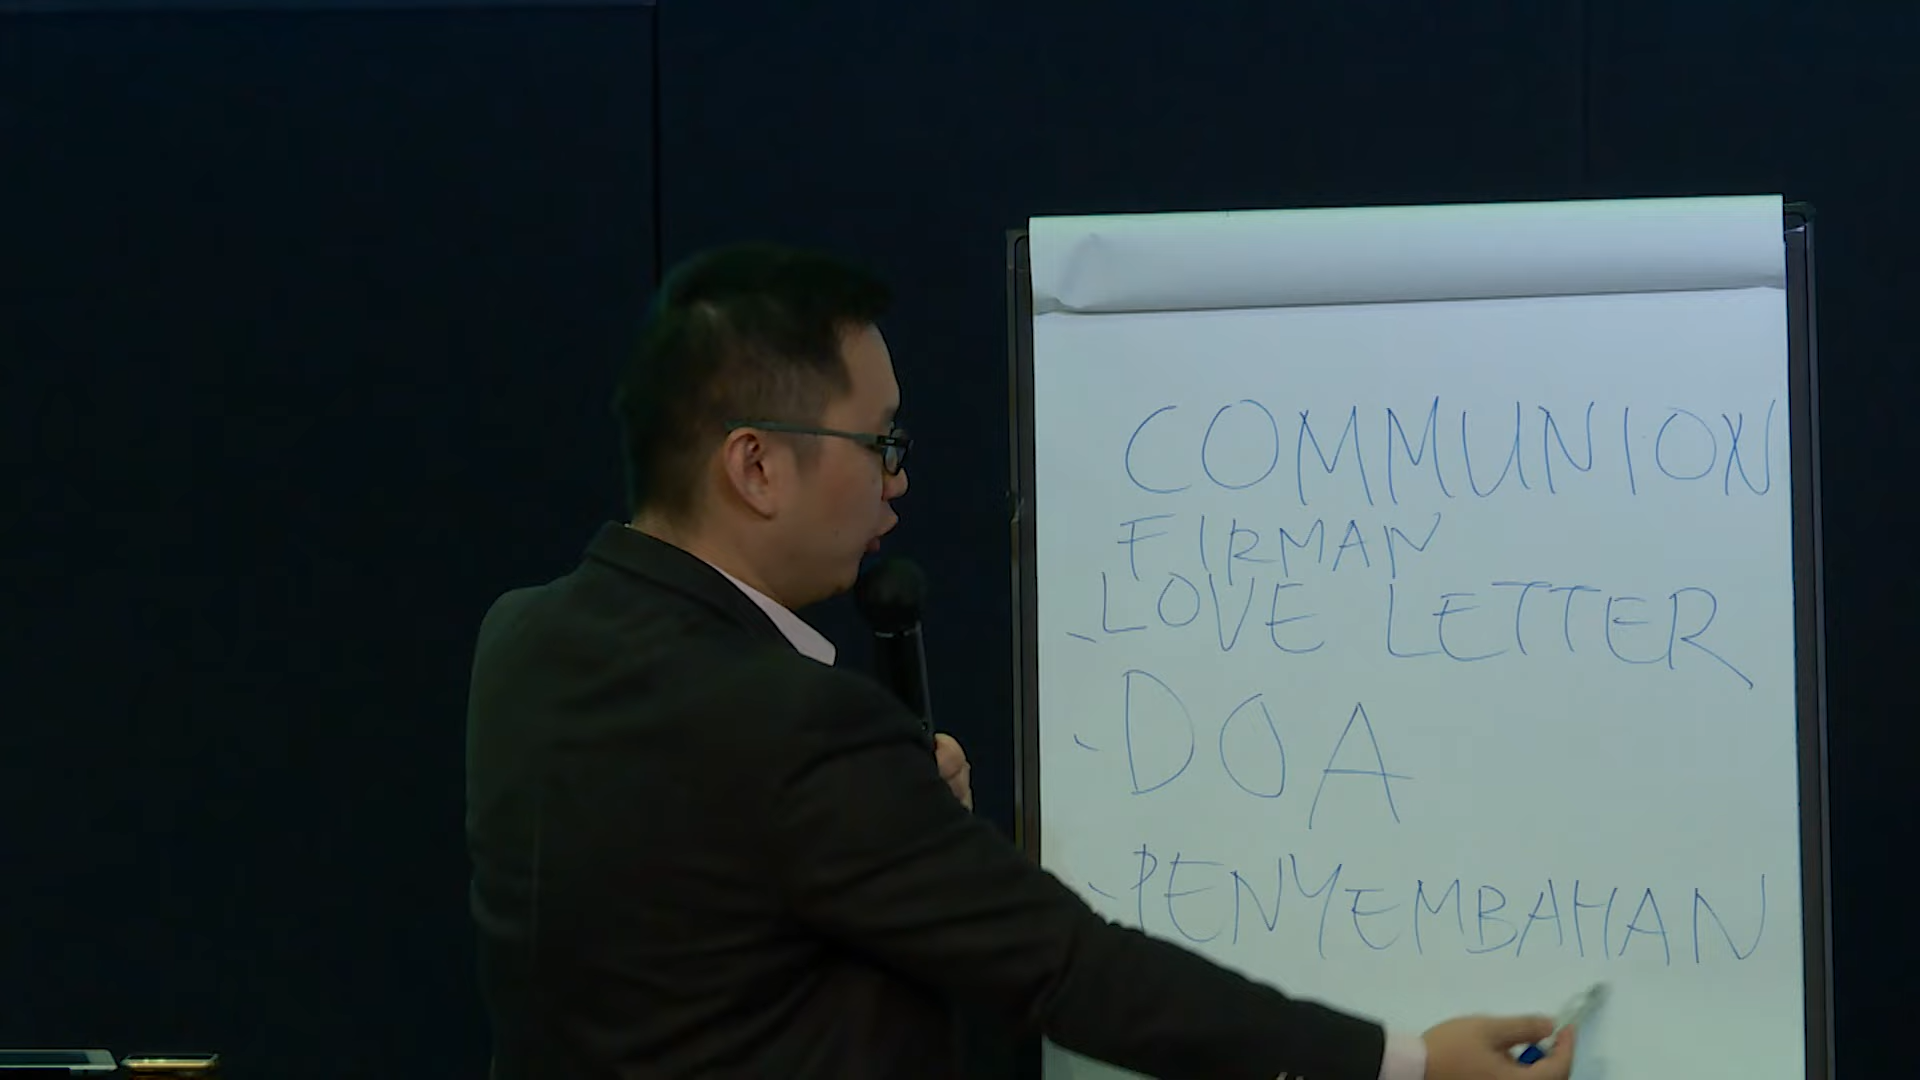 COMMUNION
FIRMAN
- LOVE LETTER
- DOA
- PENYEMBAHAN